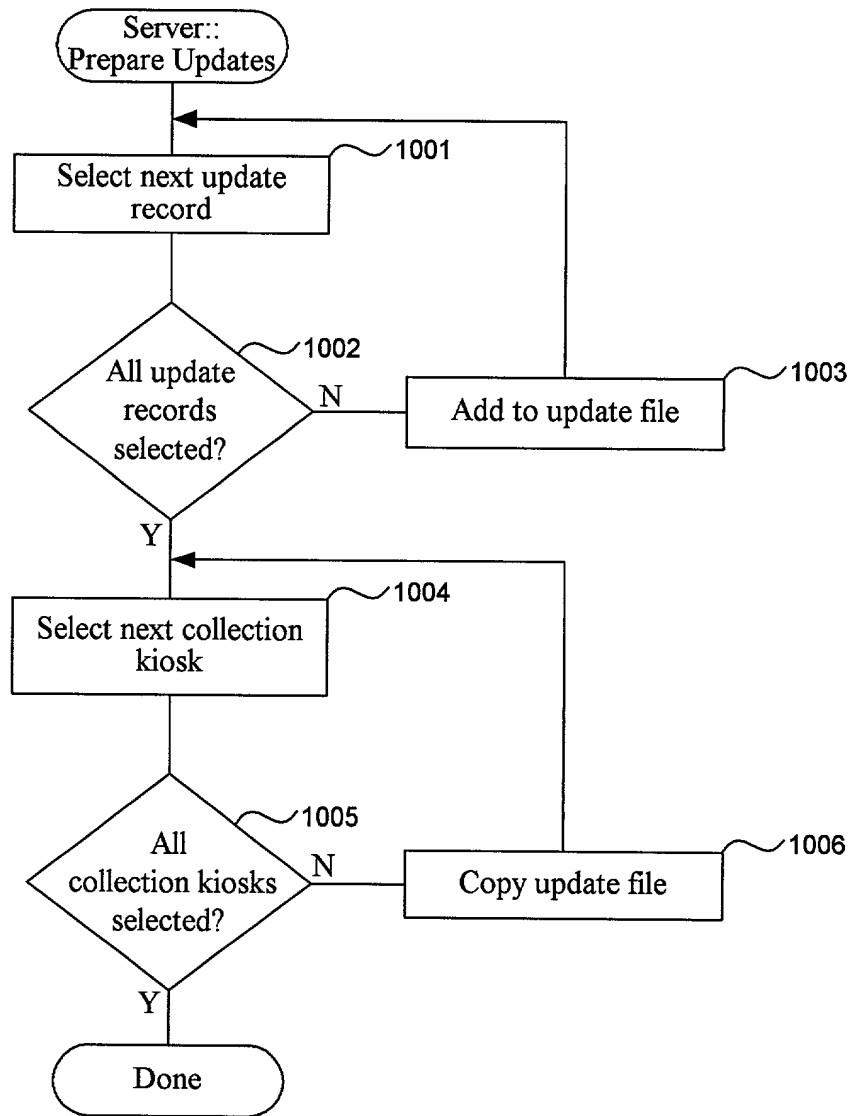 Server::
Prepare Updates
1001
Select next update
record
1002
All update
records
selected?
N
1003
Add to update file
Y
1004
Select next collection
kiosk
1005
All
collection kiosks
selected?
N
1006
Copy update file
Y
Done